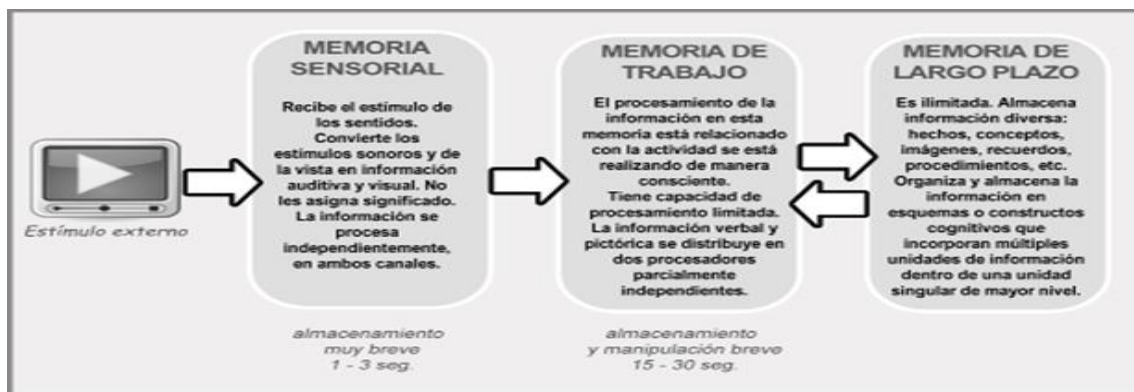 Estímulo externo
MEMORIA
SENSORIAL
Recibe el estímulo de
los sentidos.
Convierte los
estímulos sonoros y de
la vista en información
auditiva y visual. No
les asigna significado.
La información se
procesa
independientemente,
en ambos canales.
almacenamiento
muy breve
1 - 3 seg.
MEMORIA DE
TRABAJO
El procesamiento de la
información en esta
memoria está relacionado
con la actividad se está
realizando de manera
consciente.
Tiene capacidad de
procesamiento limitada.
La información verbal y
pictórica se distribuye en
dos procesadores
parcialmente
independientes.
almacenamiento
y manipulación breve
15 - 30 seg.
MEMORIA DE
LARGO PLAZO
Es ilimitada. Almacena
información diversa:
hechos, conceptos,
imágenes, recuerdos,
procedimientos, etc.
Organiza y almacena la
información en
esquemas o constructos
cognitivos que
incorporan múltiples
unidades de información
dentro de una unidad
singular de mayor nivel.